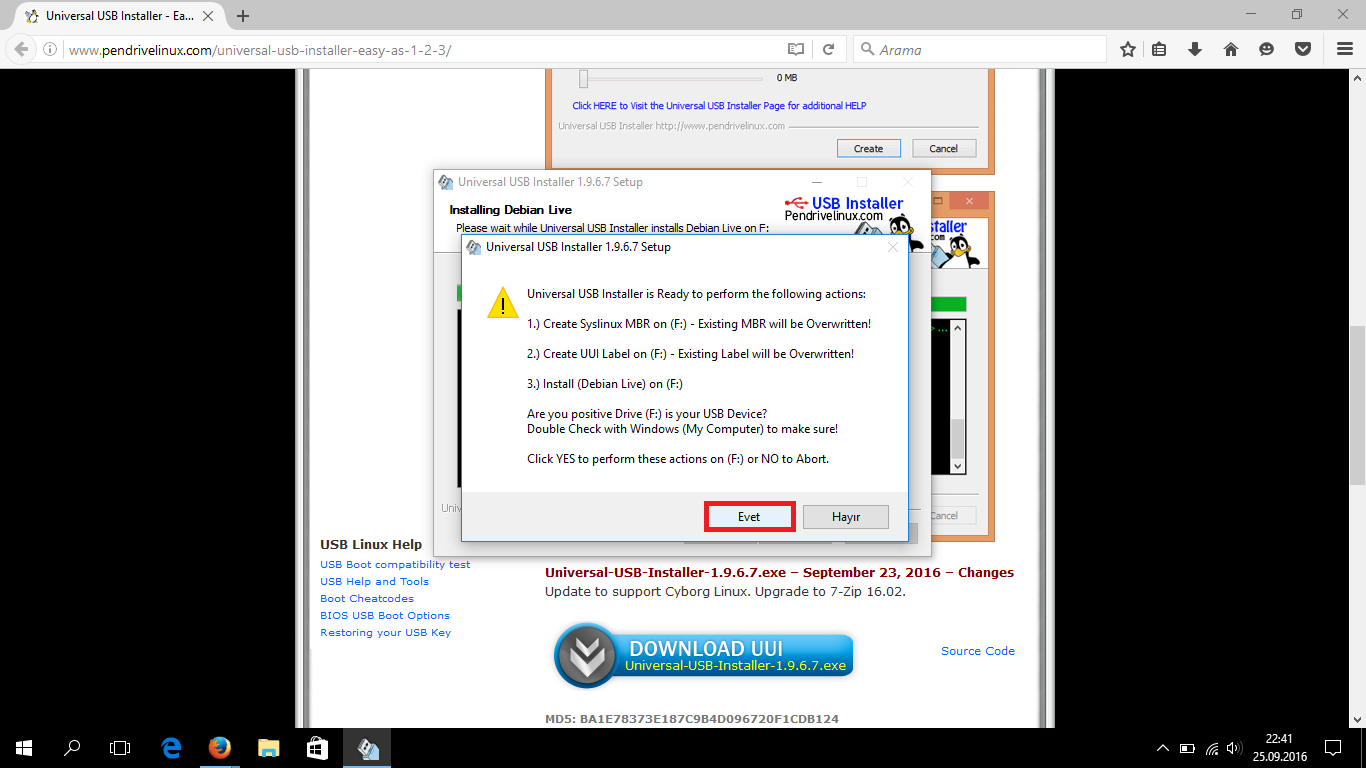 Universal USB Installer - Ea...
www.pendrivelinux.com/universal-usb-installer-easy-as-1-2-3/
Arama
0 MB
Click HERE to Visit the Universal USB Installer Page for additional HELP
Universal USB Installer http://www.pendrivelinux.com
Create
Cancel
Universal USB Installer 1.9.6.7 Setup
Installing Debian Live
Please wait while Universal USB Installer installs Debian Live on F:
USB Installer
Pendrivelinux.com
Universal USB Installer 1.9.6.7 Setup
Universal USB Installer is Ready to perform the following actions:
1.) Create Syslinux MBR on (F:) - Existing MBR will be Overwritten!
2.) Create UUI Label on (F:) - Existing Label will be Overwritten!
3.) Install (Debian Live) on (F:)
Are you positive Drive (F:) is your USB Device?
Double Check with Windows (My Computer) to make sure!
Click YES to perform these actions on (F:) or NO to Abort.
Evet
Hayır
Cancel
USB Linux Help
USB Boot compatibility test
USB Help and Tools
Boot Cheatcodes
BIOS USB Boot Options
Restoring your USB Key
Universal-USB-Installer-1.9.6.7.exe – September 23, 2016 – Changes
Update to support Cyborg Linux. Upgrade to 7-Zip 16.02.
DOWNLOAD UUI
Universal-USB-Installer-1.9.6.7.exe
Source Code
MD5: BA1E78373E187C9B4D096720F1CDB124
22:41
25.09.2016